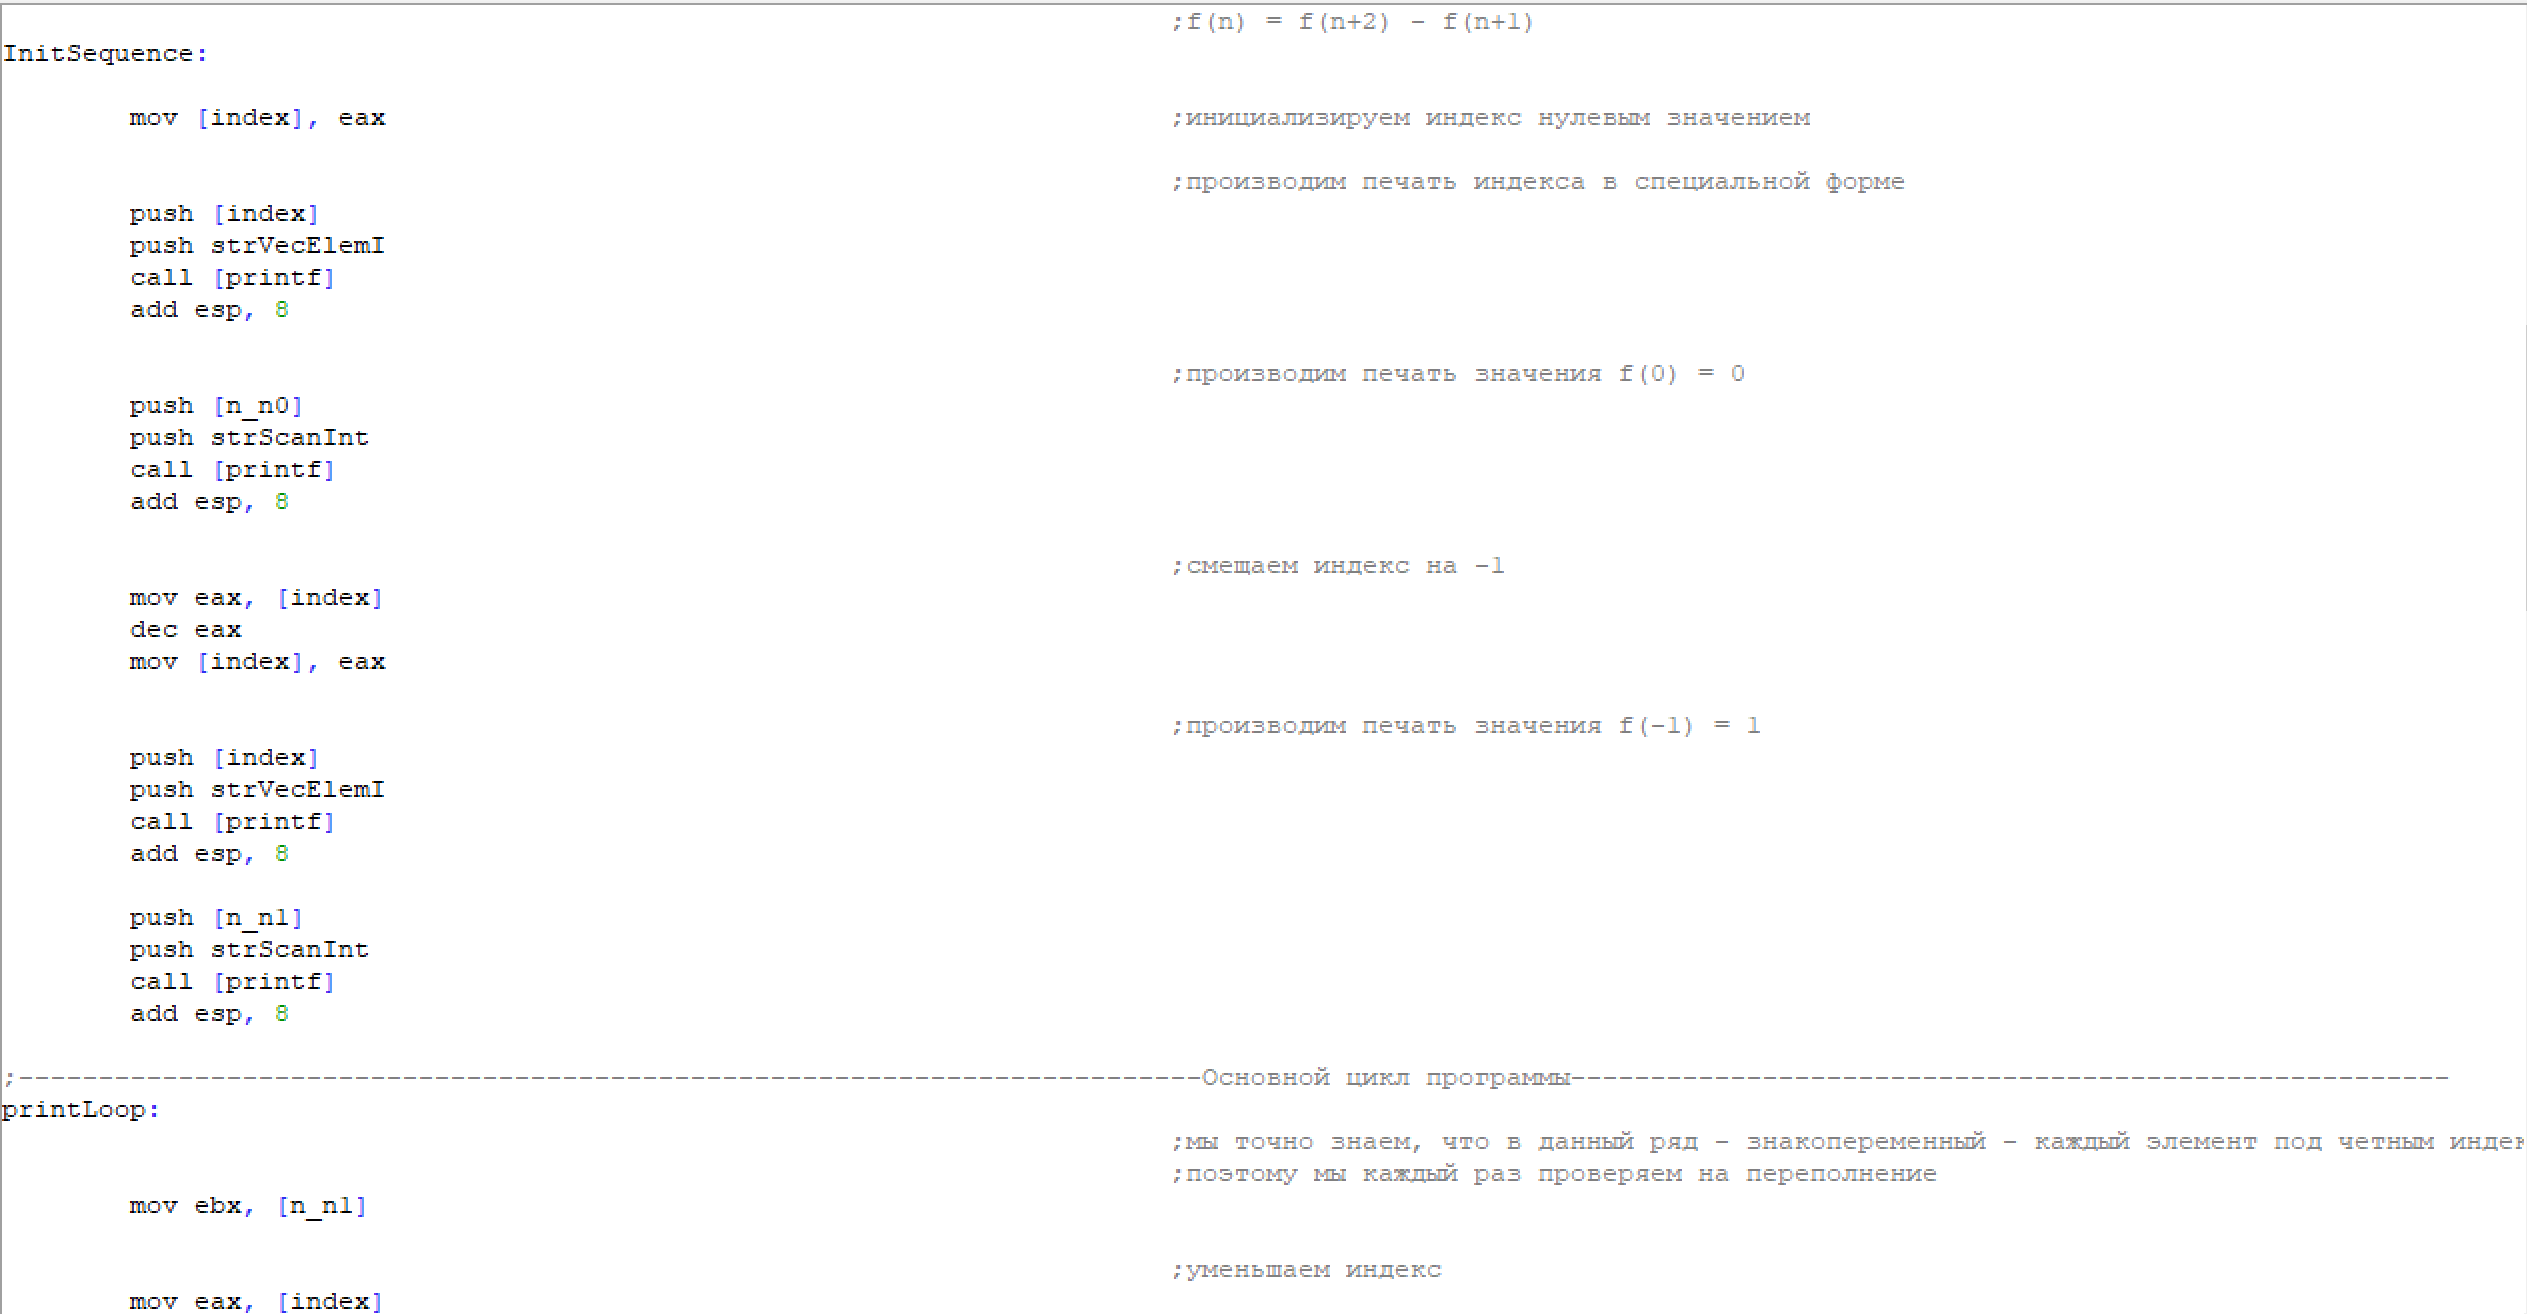 ;f(n) = f(n+2) - f(n+1)
InitSequence:
mov [index], eax ;инициализируем индекс нулевым значением
;производим печать индекса в специальной форме
push [index]
push strVecElemI
call [printf]
add esp, 8
;производим печать значения f(0) = 0
push [n_n0]
push strScanInt
call [printf]
add esp, 8
;смещаем индекс на -1
mov eax, [index]
dec eax
mov [index], eax
;производим печать значения f(-1) = 1
push [index]
push strVecElemI
call [printf]
add esp, 8
push [n_n1]
push strScanInt
call [printf]
add esp, 8
;--------------------------------------------------------------------------Основной цикл программы-------------------------------------------------------
printLoop:
;мы точно знаем, что в данный ряд - знакопеременный - каждый элемент под четным индек
;поэтому мы каждый раз проверяем на переполнение
mov ebx, [n_n1]
;уменьшаем индекс
mov eax, [index]